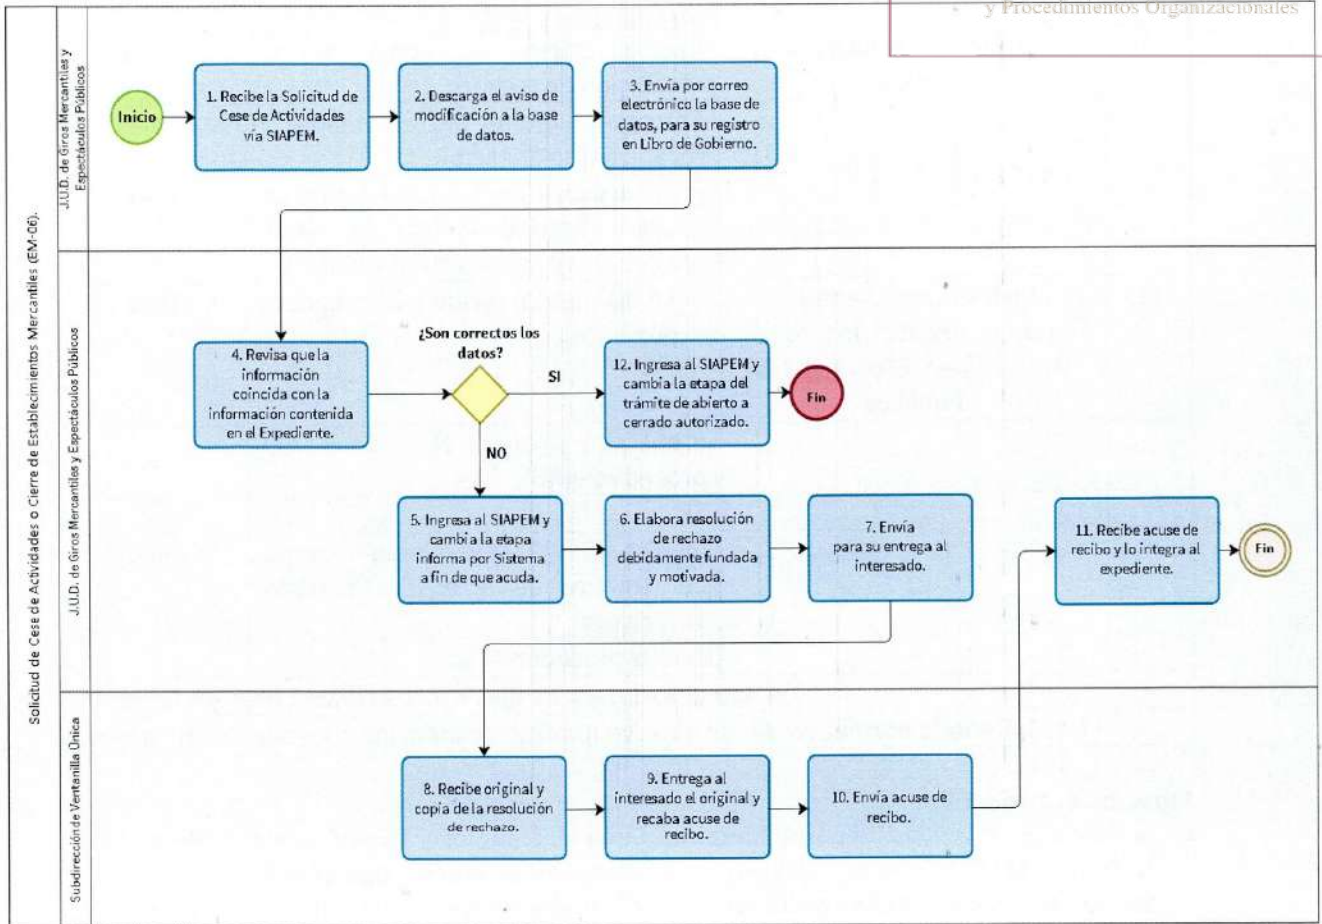 y Procedimientos Organizacionales
Solicitud de Cese de Actividades o Cierre de Establecimientos Mercantiles (EM-06).
J.U.D. de Giros Mercantiles y
Espectáculos Públicos
Inicio
1. Recibe la Solicitud de
Cese de Actividades
vía SIAPEM.
2. Descarga el aviso de
modificación a la base
de datos.
3. Envía por correo
electrónico la base de
datos, para su registro
en Libro de Gobierno.
J.U.D. de Giros Mercantiles y Espectáculos Públicos
4. Revisa que la
información
coincida con la
información contenida
en el Expediente.
¿Son correctos los
datos?
SI
12. Ingresa al SIAPEM y
cambia la etapa del
trámite de abierto a
cerrado autorizado.
Fin
NO
5. Ingresa al SIAPEM y
cambia la etapa
informa por Sistema
a fin de que acuda.
6. Elabora resolución
de rechazo
debidamente fundada
y motivada.
7. Envía
para su entrega al
interesado.
11. Recibe acuse de
recibo y lo integra al
expediente.
Fin
Subdirección de Ventanilla Única
8. Recibe original y
copia de la resolución
de rechazo.
9. Entrega al
interesado el original y
recaba acuse de
recibo.
10. Envía acuse de
recibo.